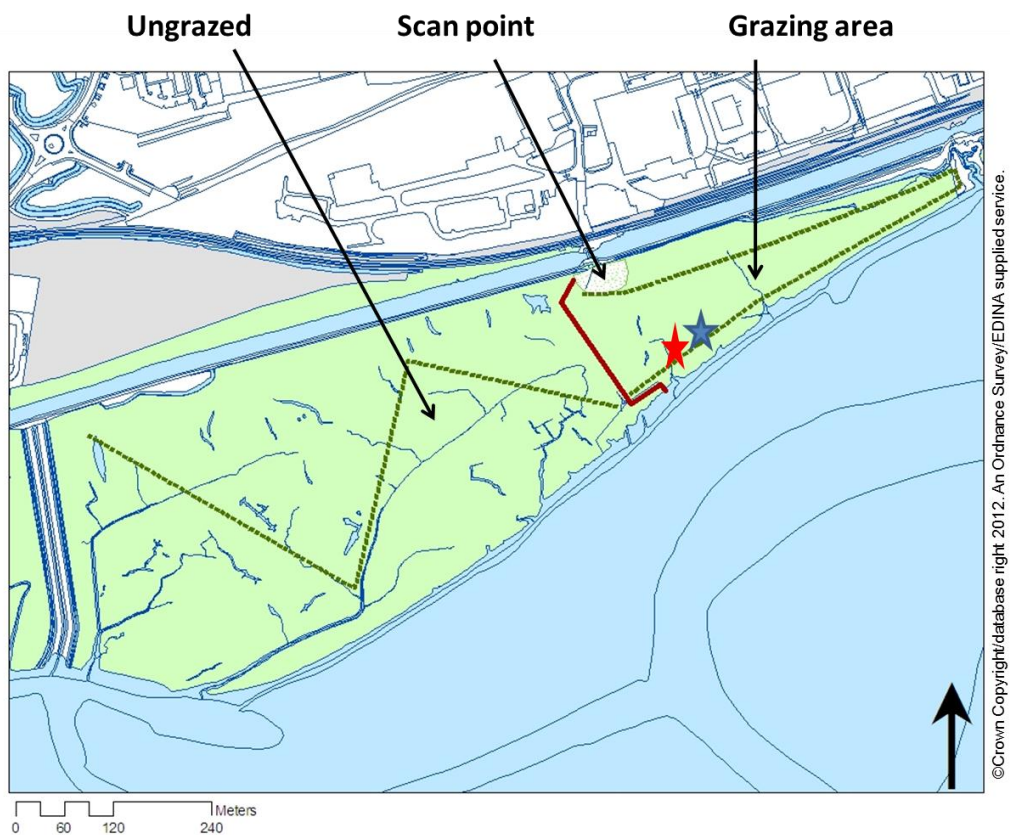 Ungrazed
Scan point
Grazing area
©Crown Copyright/database right 2012. An Ordnance Survey/EDINA supplied service.
Meters
0 60 120 240